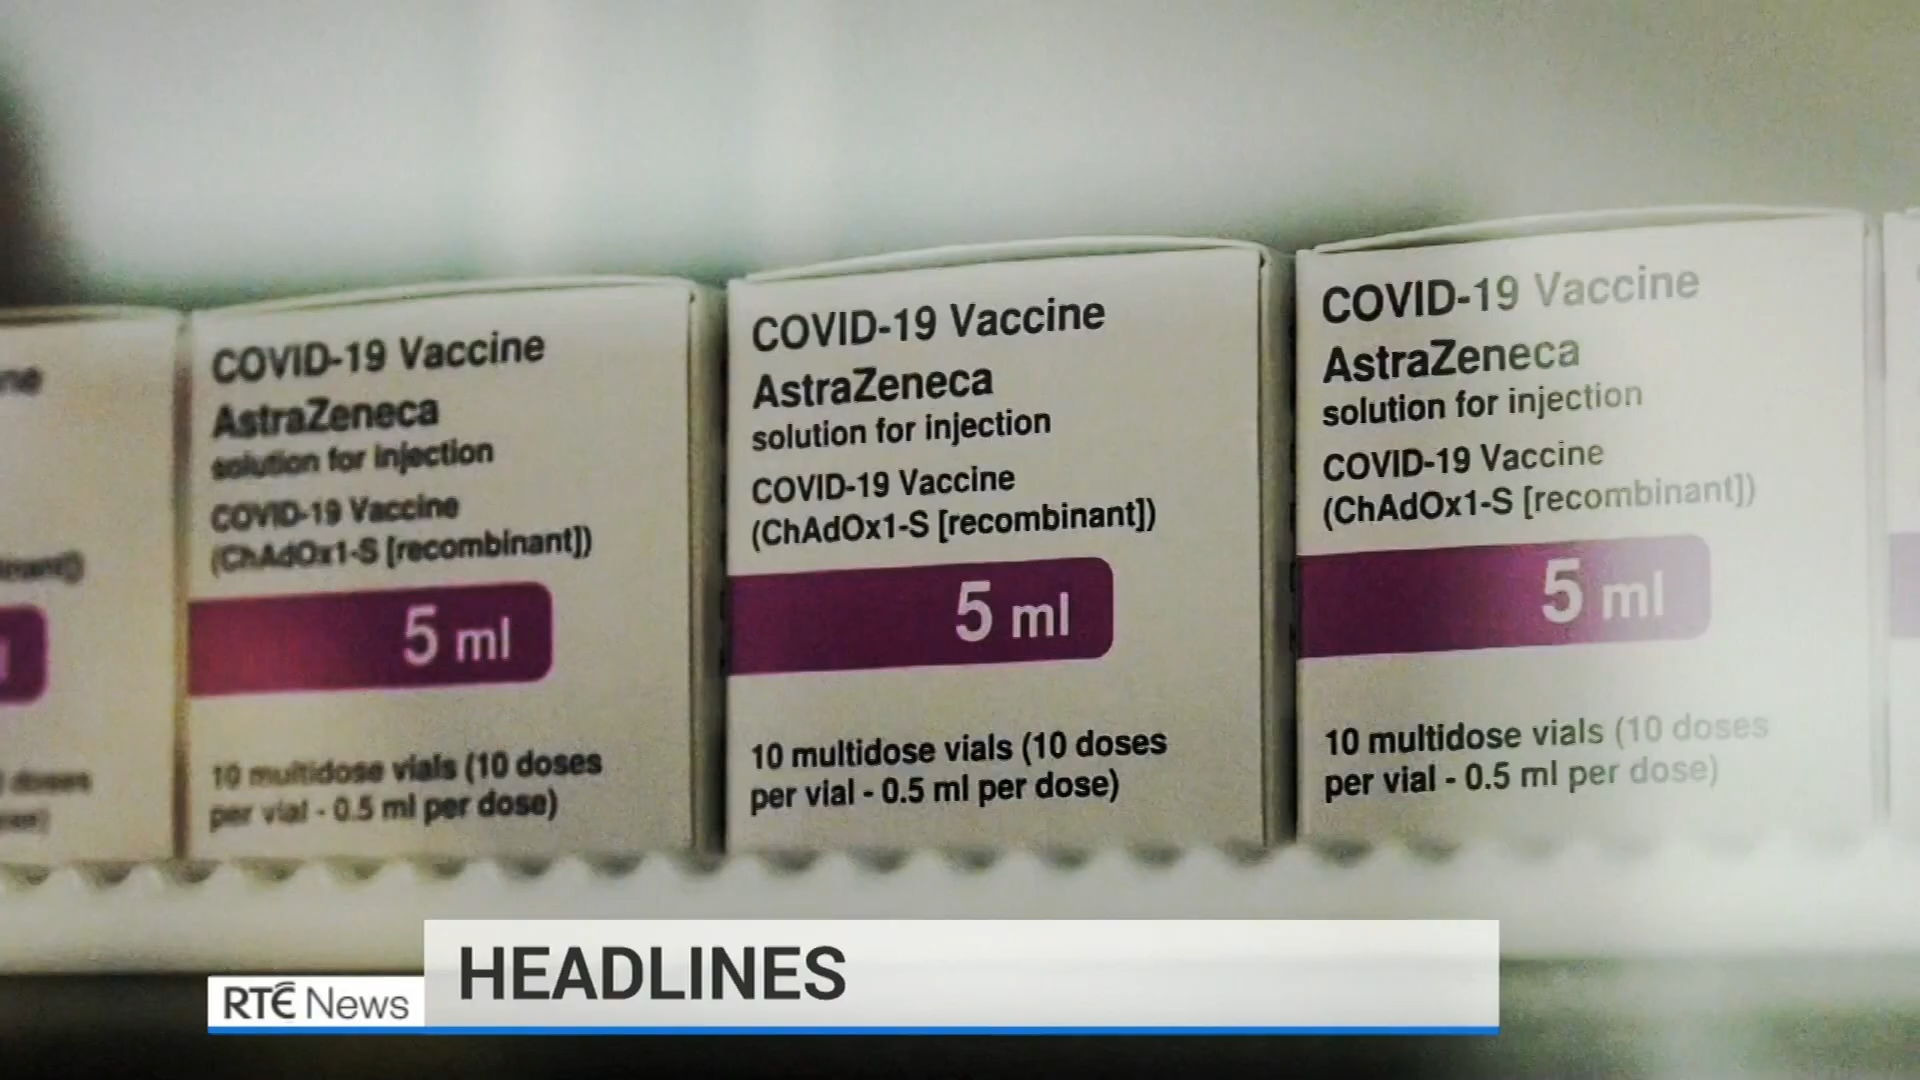 COVID-19 Vaccine
AstraZeneca
solution for injection
COVID-19 Vaccine
(ChAdOx1-S [recombinant])
5 ml
10 multidose vials (10 doses
per vial - 0.5 ml per dose)
COVID-19 Vaccine
AstraZeneca
solution for injection
COVID-19 Vaccine
(ChAdOx1-S [recombinant])
5 ml
10 multidose vials (10 doses
per vial - 0.5 ml per dose)
COVID-19 Vaccine
AstraZeneca
solution for injection
COVID-19 Vaccine
(ChAdOx1-S [recombinant])
5 ml
10 multidose vials (10 doses
per vial - 0.5 ml per dose)
HEADLINES
RTÉ News